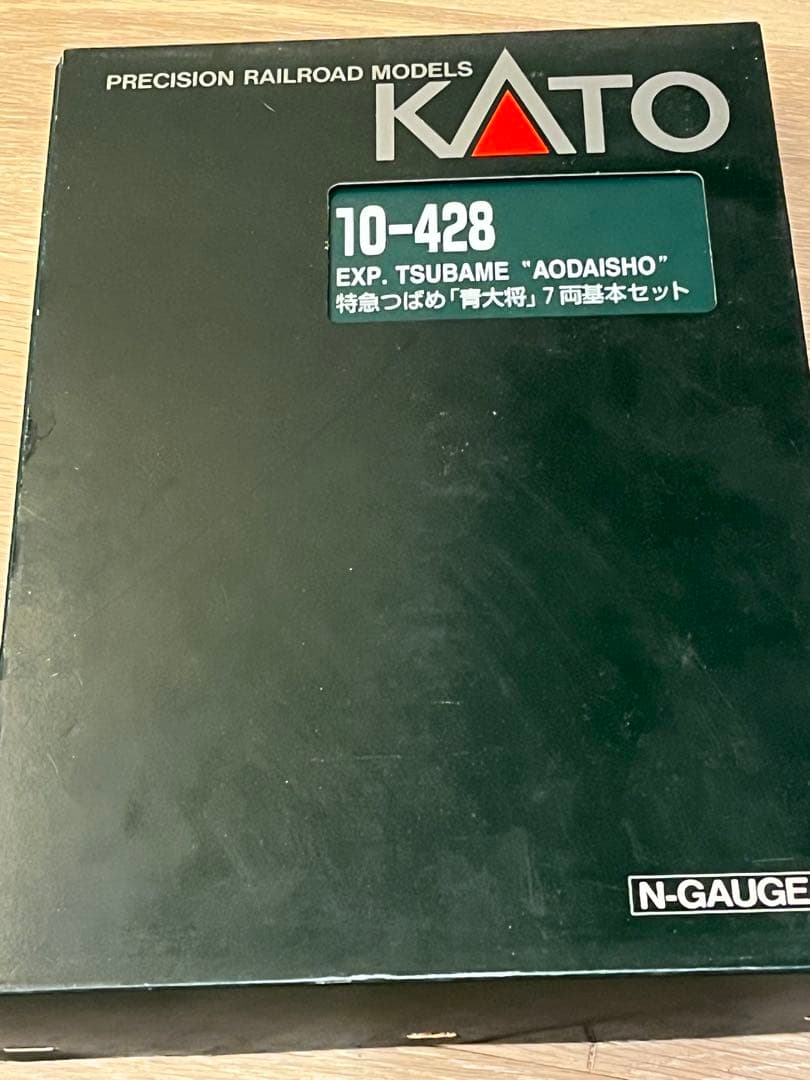 PRECISION RAILROAD MODELS
KATO
10-428
EXP. TSUBAME "AODAISHO"
特急つばめ「青大将」7両基本セット
N-GAUGE